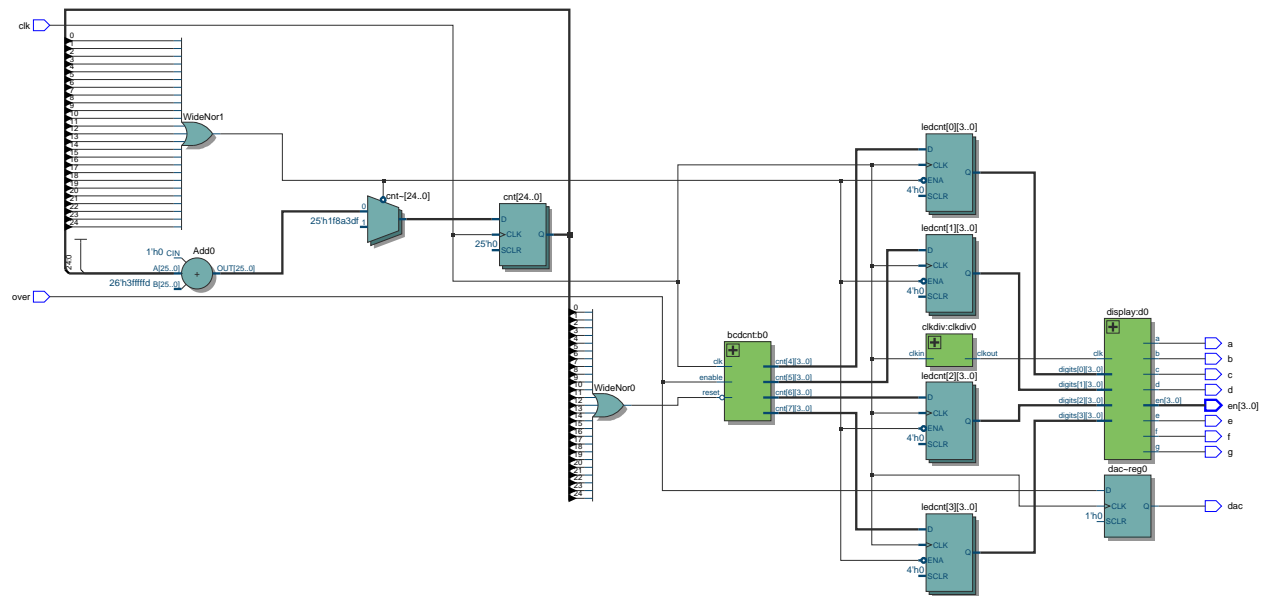 clk
0
1
2
3
4
5
6
7
8
9
10
11
12
13
14
15
16
17
18
19
20
21
22
23
24
WideNor1
24:0
1'h0 CIN
Add0
A[25..0]
OUT[25..0]
26'h3fffffd B[25..0]
cnt~[24..0]
0
25'h1f8a3df 1
cnt[24..0]
D
CLK
Q
25'h0
SCLR
over
0
1
2
3
4
5
6
7
8
9
10
11
12
13
14
15
16
17
18
19
20
21
22
23
24
WideNor0
bcdcnt:b0
clk
cnt[4][3..0]
enable
cnt[5][3..0]
reset
cnt[6][3..0]
cnt[7][3..0]
ledcnt[0][3..0]
D
CLK
Q
ENA
4'h0
SCLR
ledcnt[1][3..0]
D
CLK
Q
ENA
4'h0
SCLR
clkdiv:clkdiv0
clkin
clkout
ledcnt[2][3..0]
D
CLK
Q
ENA
4'h0
SCLR
ledcnt[3][3..0]
D
CLK
Q
ENA
4'h0
SCLR
display:d0
clk
digits[0][3..0]
digits[1][3..0]
digits[2][3..0]
digits[3][3..0]
a
b
c
d
en[3..0]
e
f
g
a
b
c
d
en[3..0]
e
f
g
dac~reg0
D
CLK
Q
1'h0
SCLR
dac